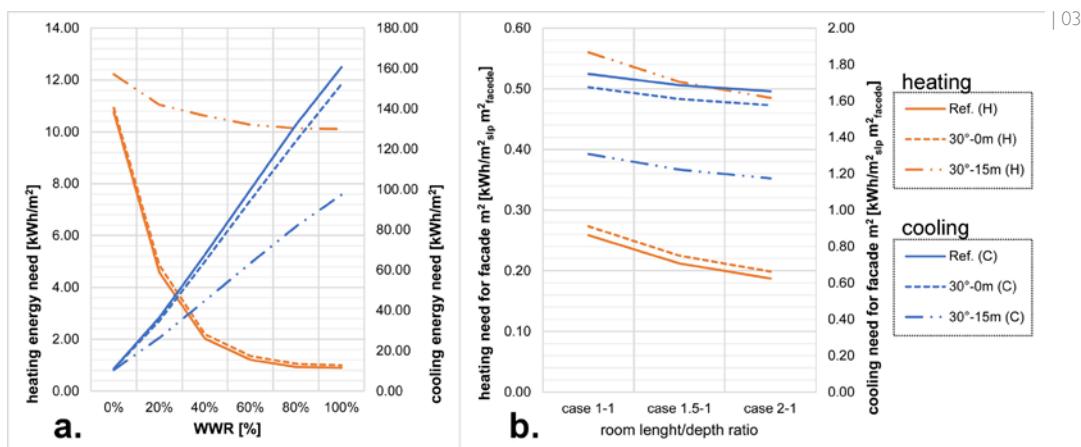 | 03
heating energy need [kWh/m²]
14.00
12.00
10.00
8.00
6.00
4.00
2.00
0.00
180.00
160.00
140.00
120.00
100.00
80.00
60.00
40.00
20.00
0.00
cooling energy need [kWh/m²]
0% 20% 40% 60% 80% 100%
WWR [%]
a.
heating need for facade m² [kWh/m²slp m²facede]
0.60
0.50
0.40
0.30
0.20
0.10
0.00
2.00
1.80
1.60
1.40
1.20
1.00
0.80
0.60
0.40
0.20
0.00
cooling need for facade m² [kWh/m²slp m²facede]
case 1-1 case 1.5-1 case 2-1
room lenght/depth ratio
b.
heating
Ref. (H)
30°-0m (H)
30°-15m (H)
cooling
Ref. (C)
30°-0m (C)
30°-15m (C)